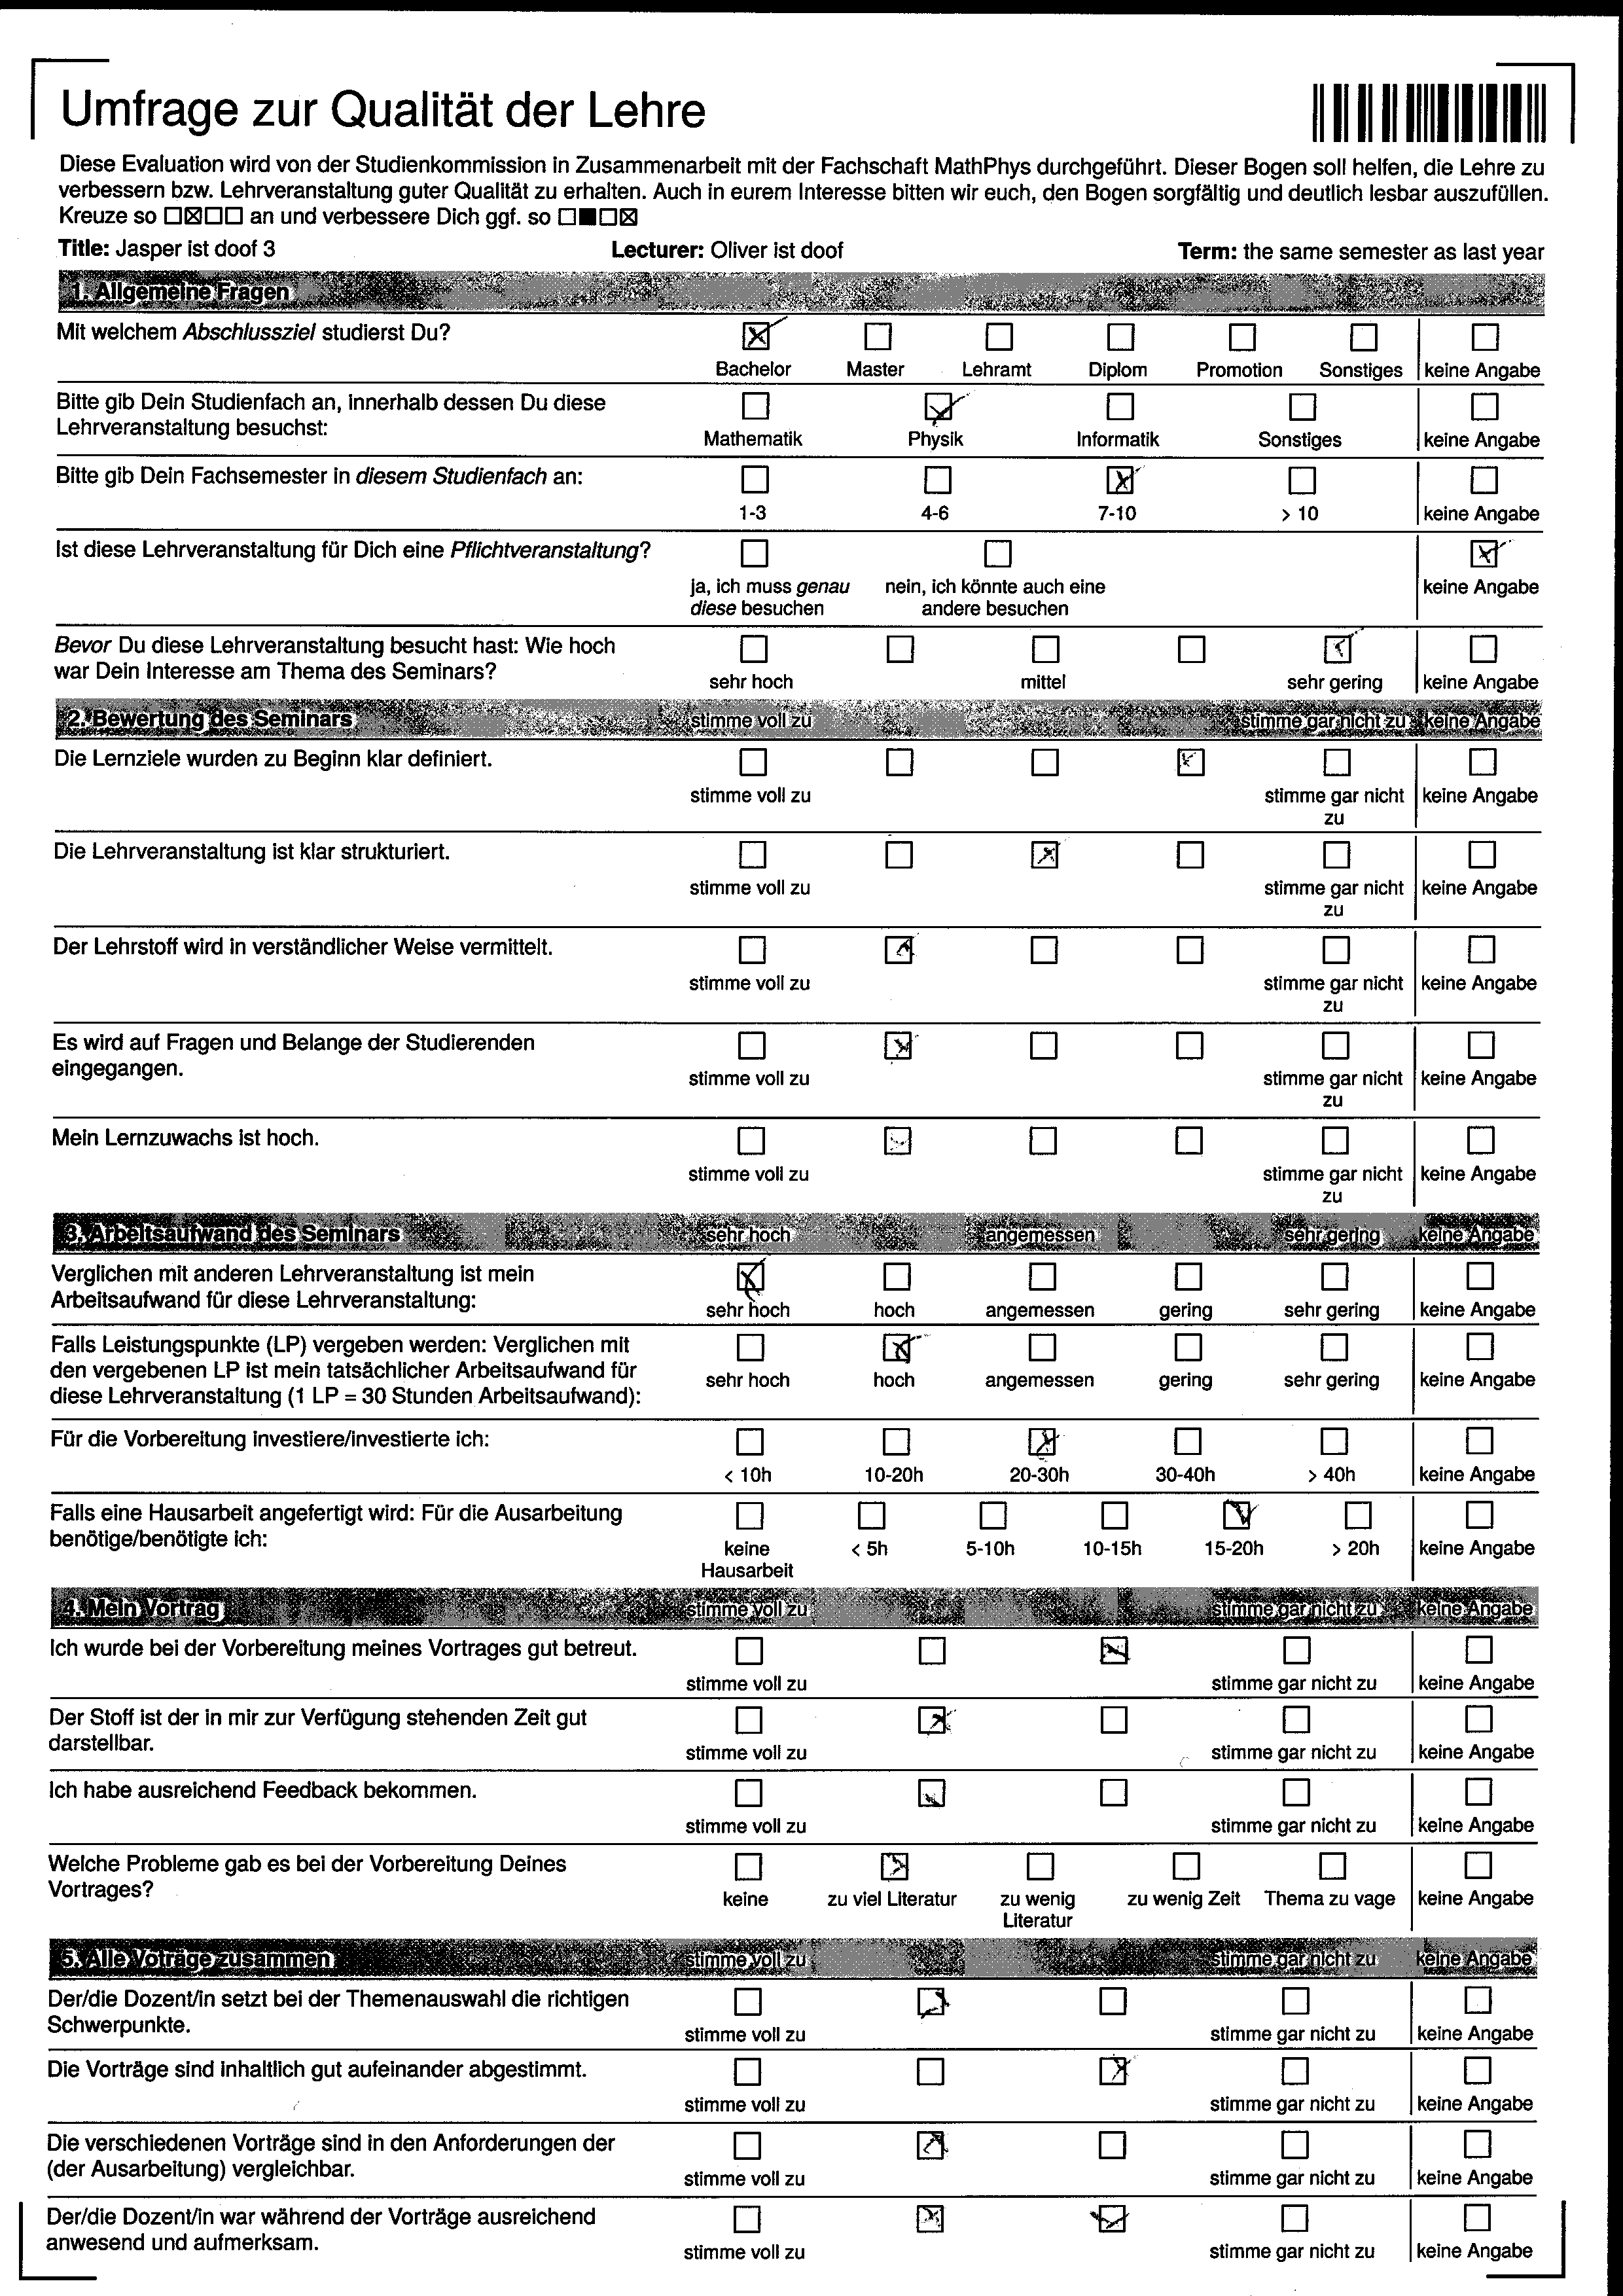 Umfrage zur Qualität der Lehre
Diese Evaluation wird von der Studienkommission in Zusammenarbeit mit der Fachschaft MathPhys durchgeführt. Dieser Bogen soll helfen, die Lehre zu
verbessern bzw. Lehrveranstaltung guter Qualität zu erhalten. Auch in eurem Interesse bitten wir euch, den Bogen sorgfältig und deutlich lesbar auszufüllen.
Kreuze so ☐☒☐☐ an und verbessere Dich ggf. so ☐■☐☒
Title: Jasper ist doof 3 Lecturer: Oliver ist doof Term: the same semester as last year
1. Allgemeine Fragen
Mit welchem Abschlussziel studierst Du?
Bachelor Master Lehramt Diplom Promotion Sonstiges keine Angabe
Bitte gib Dein Studienfach an, innerhalb dessen Du diese
Lehrveranstaltung besuchst:
Mathematik Physik Informatik Sonstiges keine Angabe
Bitte gib Dein Fachsemester in diesem Studienfach an:
1-3 4-6 7-10 > 10 keine Angabe
Ist diese Lehrveranstaltung für Dich eine Pflichtveranstaltung?
ja, ich muss genau nein, ich könnte auch eine keine Angabe
diese besuchen andere besuchen
Bevor Du diese Lehrveranstaltung besucht hast: Wie hoch
war Dein Interesse am Thema des Seminars?
sehr hoch mittel sehr gering keine Angabe
2. Bewertung des Seminars stimme voll zu stimme gar nicht zu keine Angabe
Die Lernziele wurden zu Beginn klar definiert.
stimme voll zu stimme gar nicht keine Angabe
zu
Die Lehrveranstaltung ist klar strukturiert.
stimme voll zu stimme gar nicht keine Angabe
zu
Der Lehrstoff wird in verständlicher Weise vermittelt.
stimme voll zu stimme gar nicht keine Angabe
zu
Es wird auf Fragen und Belange der Studierenden
eingegangen.
stimme voll zu stimme gar nicht keine Angabe
zu
Mein Lernzuwachs ist hoch.
stimme voll zu stimme gar nicht keine Angabe
zu
3. Arbeitsaufwand des Seminars sehr hoch angemessen sehr gering keine Angabe
Verglichen mit anderen Lehrveranstaltung ist mein
Arbeitsaufwand für diese Lehrveranstaltung:
sehr hoch hoch angemessen gering sehr gering keine Angabe
Falls Leistungspunkte (LP) vergeben werden: Verglichen mit
den vergebenen LP ist mein tatsächlicher Arbeitsaufwand für
diese Lehrveranstaltung (1 LP = 30 Stunden Arbeitsaufwand):
sehr hoch hoch angemessen gering sehr gering keine Angabe
Für die Vorbereitung investiere/investierte ich:
< 10h 10-20h 20-30h 30-40h > 40h keine Angabe
Falls eine Hausarbeit angefertigt wird: Für die Ausarbeitung
benötige/benötigte ich:
keine < 5h 5-10h 10-15h 15-20h > 20h keine Angabe
Hausarbeit
4. Mein Vortrag stimme voll zu stimme gar nicht zu keine Angabe
Ich wurde bei der Vorbereitung meines Vortrages gut betreut.
stimme voll zu stimme gar nicht zu keine Angabe
Der Stoff ist der in mir zur Verfügung stehenden Zeit gut
darstellbar.
stimme voll zu stimme gar nicht zu keine Angabe
Ich habe ausreichend Feedback bekommen.
stimme voll zu stimme gar nicht zu keine Angabe
Welche Probleme gab es bei der Vorbereitung Deines
Vortrages?
keine zu viel Literatur zu wenig zu wenig Zeit Thema zu vage keine Angabe
Literatur
5. Alle Voträge zusammen stimme voll zu stimme gar nicht zu keine Angabe
Der/die Dozent/in setzt bei der Themenauswahl die richtigen
Schwerpunkte.
stimme voll zu stimme gar nicht zu keine Angabe
Die Vorträge sind inhaltlich gut aufeinander abgestimmt.
stimme voll zu stimme gar nicht zu keine Angabe
Die verschiedenen Vorträge sind in den Anforderungen der
(der Ausarbeitung) vergleichbar.
stimme voll zu stimme gar nicht zu keine Angabe
Der/die Dozent/in war während der Vorträge ausreichend
anwesend und aufmerksam.
stimme voll zu stimme gar nicht zu keine Angabe